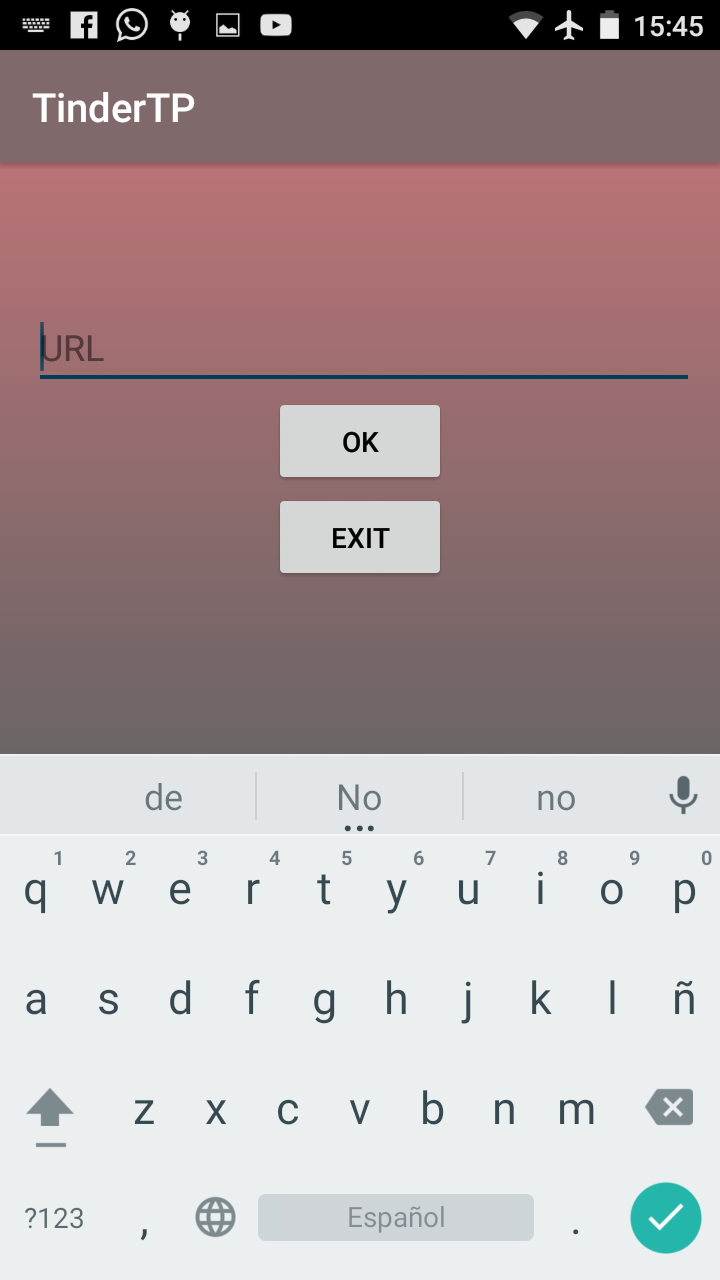 15:45
TinderTP
URL
OK
EXIT
de No no
1 2 3 4 5 6 7 8 9 0
q w e r t y u i o p
a s d f g h j k l ñ
z x c v b n m
?123 , Español .